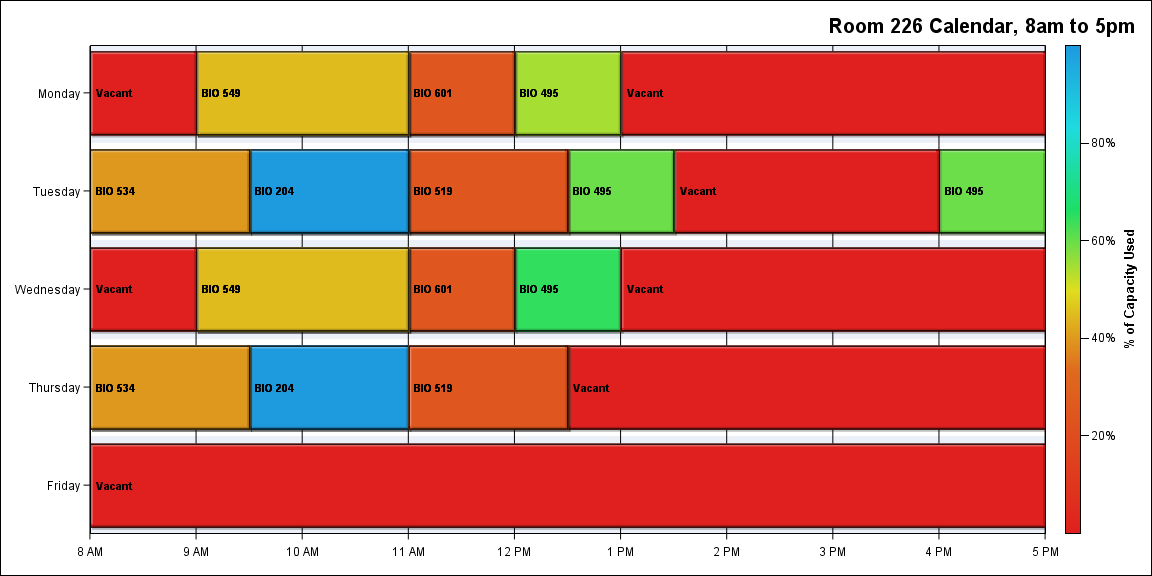 Room 226 Calendar, 8am to 5pm
Monday
Vacant
BIO 549
BIO 601
BIO 495
Vacant
Tuesday
BIO 534
BIO 204
BIO 519
BIO 495
Vacant
BIO 495
Wednesday
Vacant
BIO 549
BIO 601
BIO 495
Vacant
Thursday
BIO 534
BIO 204
BIO 519
Vacant
Friday
Vacant
8 AM
9 AM
10 AM
11 AM
12 PM
1 PM
2 PM
3 PM
4 PM
5 PM
80%
60%
40%
20%
% of Capacity Used